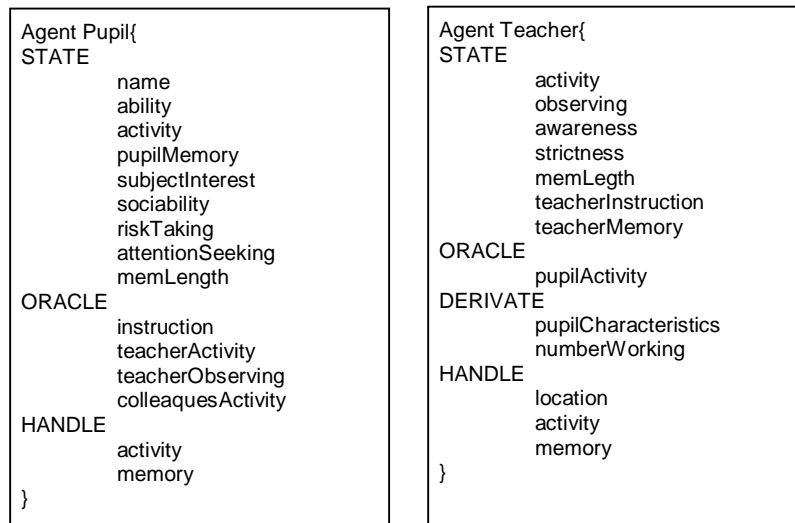 Agent Pupil{
STATE
name
ability
activity
pupilMemory
subjectInterest
sociability
riskTaking
attentionSeeking
memLength
ORACLE
instruction
teacherActivity
teacherObserving
colleaquesActivity
HANDLE
activity
memory
}
Agent Teacher{
STATE
activity
observing
awareness
strictness
memLegth
teacherInstruction
teacherMemory
ORACLE
pupilActivity
DERIVATE
pupilCharacteristics
numberWorking
HANDLE
location
activity
memory
}